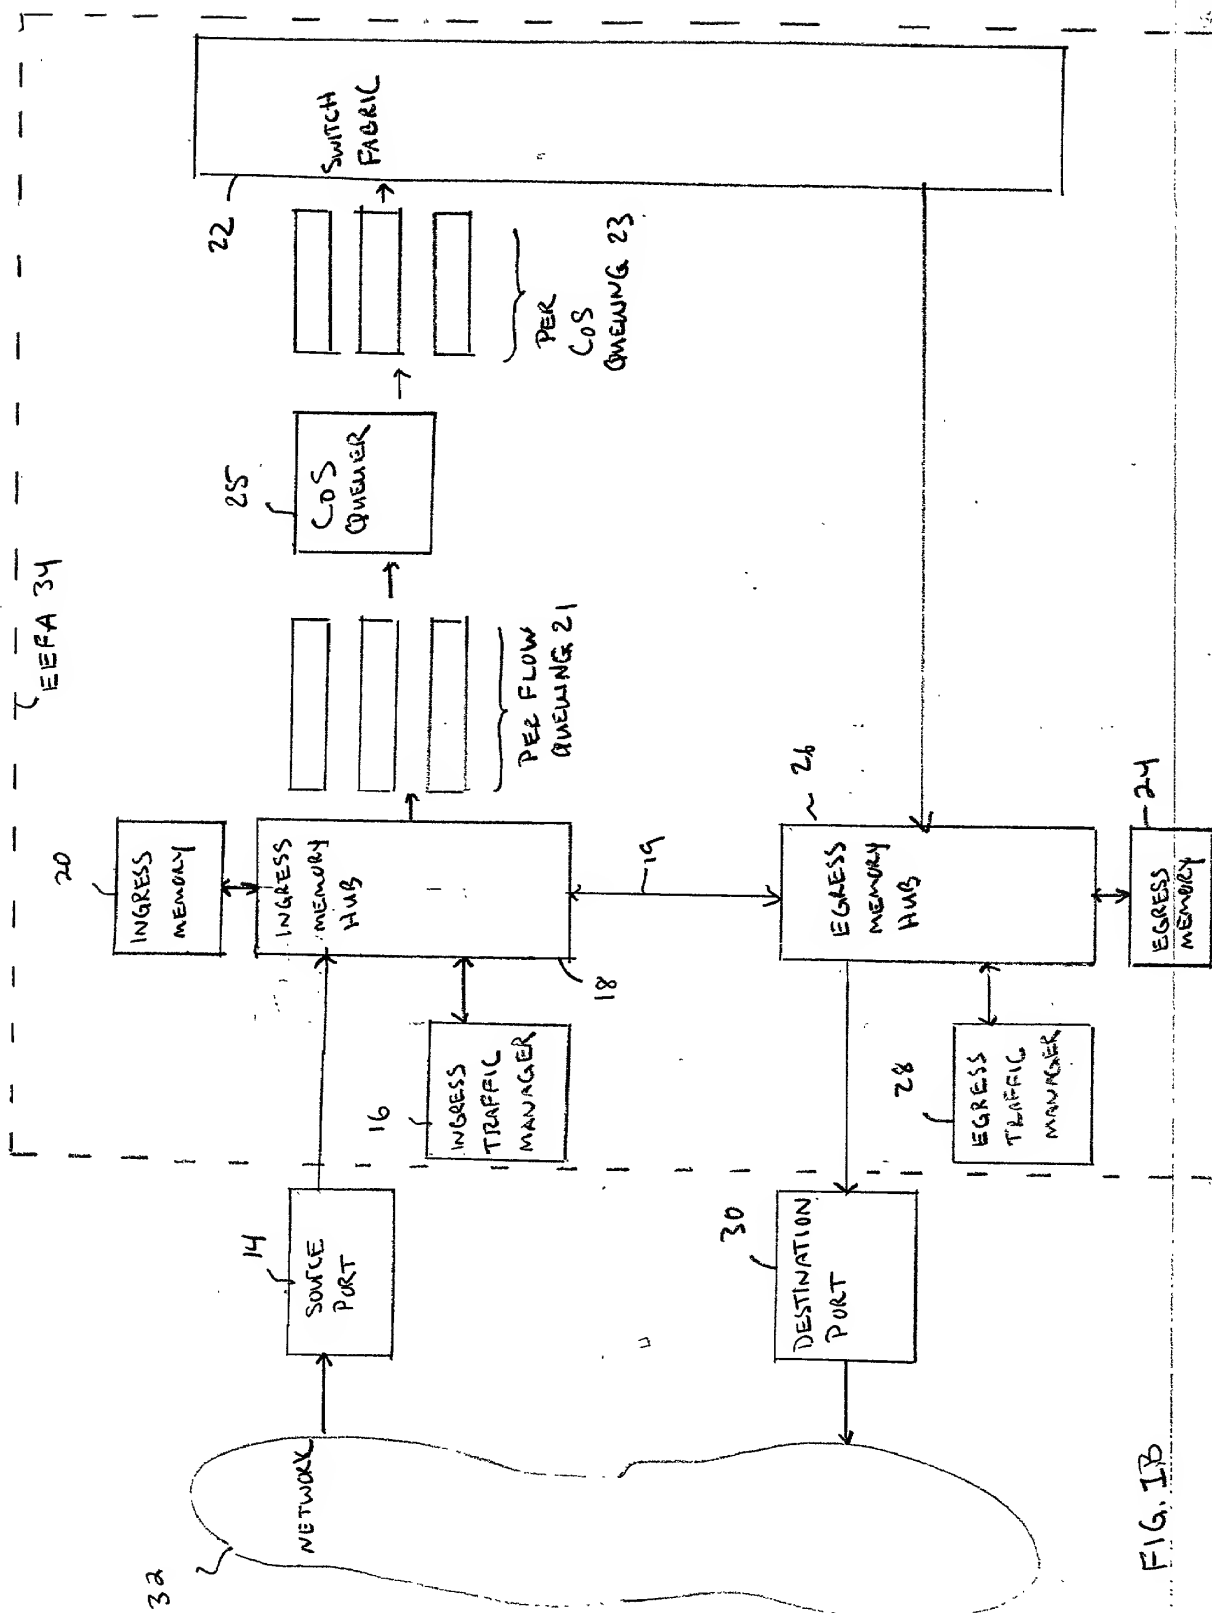 EEFA 34
20
INGRESS
MEMORY
INGRESS
MEMORY
HUB
18
16
INGRESS
TRAFFIC
MANAGER
PER FLOW
QUEUING 21
25
COS
QUEUER
PER
COS
QUEUING 23
22
SWITCH
FABRIC
19
26
EGRESS
MEMORY
HUB
24
EGRESS
MEMORY
28
EGRESS
TRAFFIC
MANAGER
14
SOURCE
PORT
30
DESTINATION
PORT
32
NETWORK
FIG. 1B